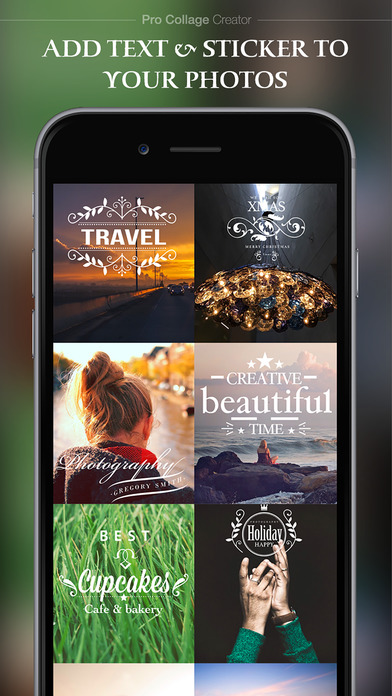 Pro Collage Creator
ADD TEXT & STICKER TO
YOUR PHOTOS
TRAVEL
XMAS
MERRY CHRISTMAS
Photography
GREGORY SMITH
CREATIVE
beautiful
TIME
BEST
Cupcakes
Cafe & bakery
PHOTOGRAPHY
Holiday
HAPPY